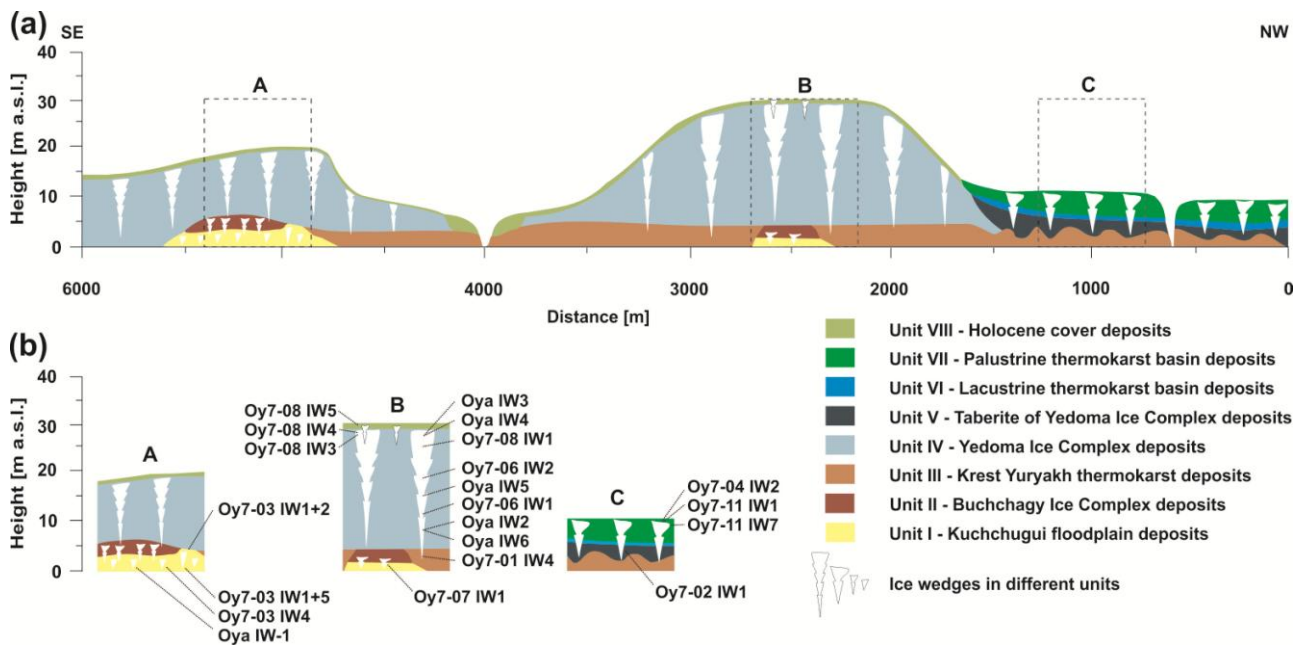 (a)
SE
NW
Height [m a.s.l.]
40
30
20
10
0
A
B
C
6000
4000
3000
2000
1000
0
Distance [m]
(b)
Height [m a.s.l.]
40
30
20
10
0
A
Oy7-03 IW1+2
Oy7-03 IW1+5
Oy7-03 IW4
Oya IW-1
B
Oy7-08 IW5
Oy7-08 IW4
Oy7-08 IW3
Oya IW3
Oya IW4
Oy7-08 IW1
Oy7-06 IW2
Oya IW5
Oy7-06 IW1
Oya IW2
Oya IW6
Oy7-01 IW4
Oy7-07 IW1
C
Oy7-04 IW2
Oy7-11 IW1
Oy7-11 IW7
Oy7-02 IW1
Unit VIII - Holocene cover deposits
Unit VII - Palustrine thermokarst basin deposits
Unit VI - Lacustrine thermokarst basin deposits
Unit V - Taberite of Yedoma Ice Complex deposits
Unit IV - Yedoma Ice Complex deposits
Unit III - Krest Yuryakh thermokarst deposits
Unit II - Buchchagy Ice Complex deposits
Unit I - Kuchchugui floodplain deposits
Ice wedges in different units